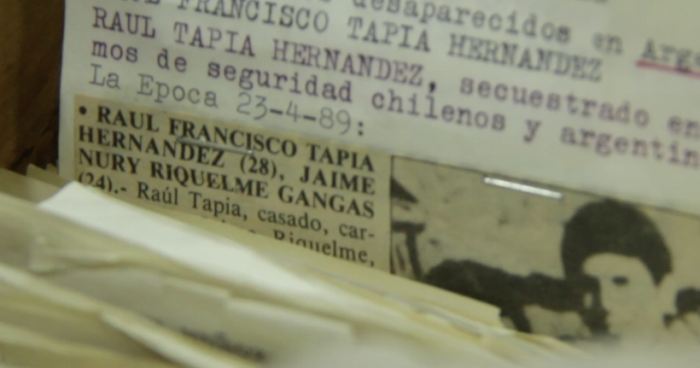 desaparecidos en Arge
FRANCISCO TAPIA HERNANDEZ
RAUL TAPIA HERNANDEZ, secuestrado en
mos de seguridad chilenos y argentin
La Epoca 23-4-89:
• RAUL FRANCISCO TAPIA
HERNANDEZ (28), JAIME
NURY RIQUELME GANGAS
(24).- Raúl Tapia, casado, car-
Riquelme,